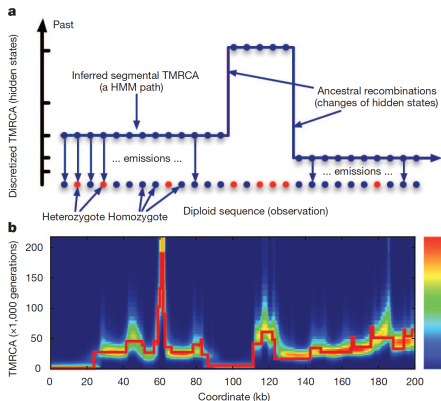 a
Past
Discretized TMRCA (hidden states)
Inferred segmental TMRCA
(a HMM path)
Ancestral recombinations
(changes of hidden states)
... emissions ...
... emissions ...
Heterozygote Homozygote
Diploid sequence (observation)
b
TMRCA (×1,000 generations)
200
150
100
50
0
0 20 40 60 80 100 120 140 160 180 200
Coordinate (kb)